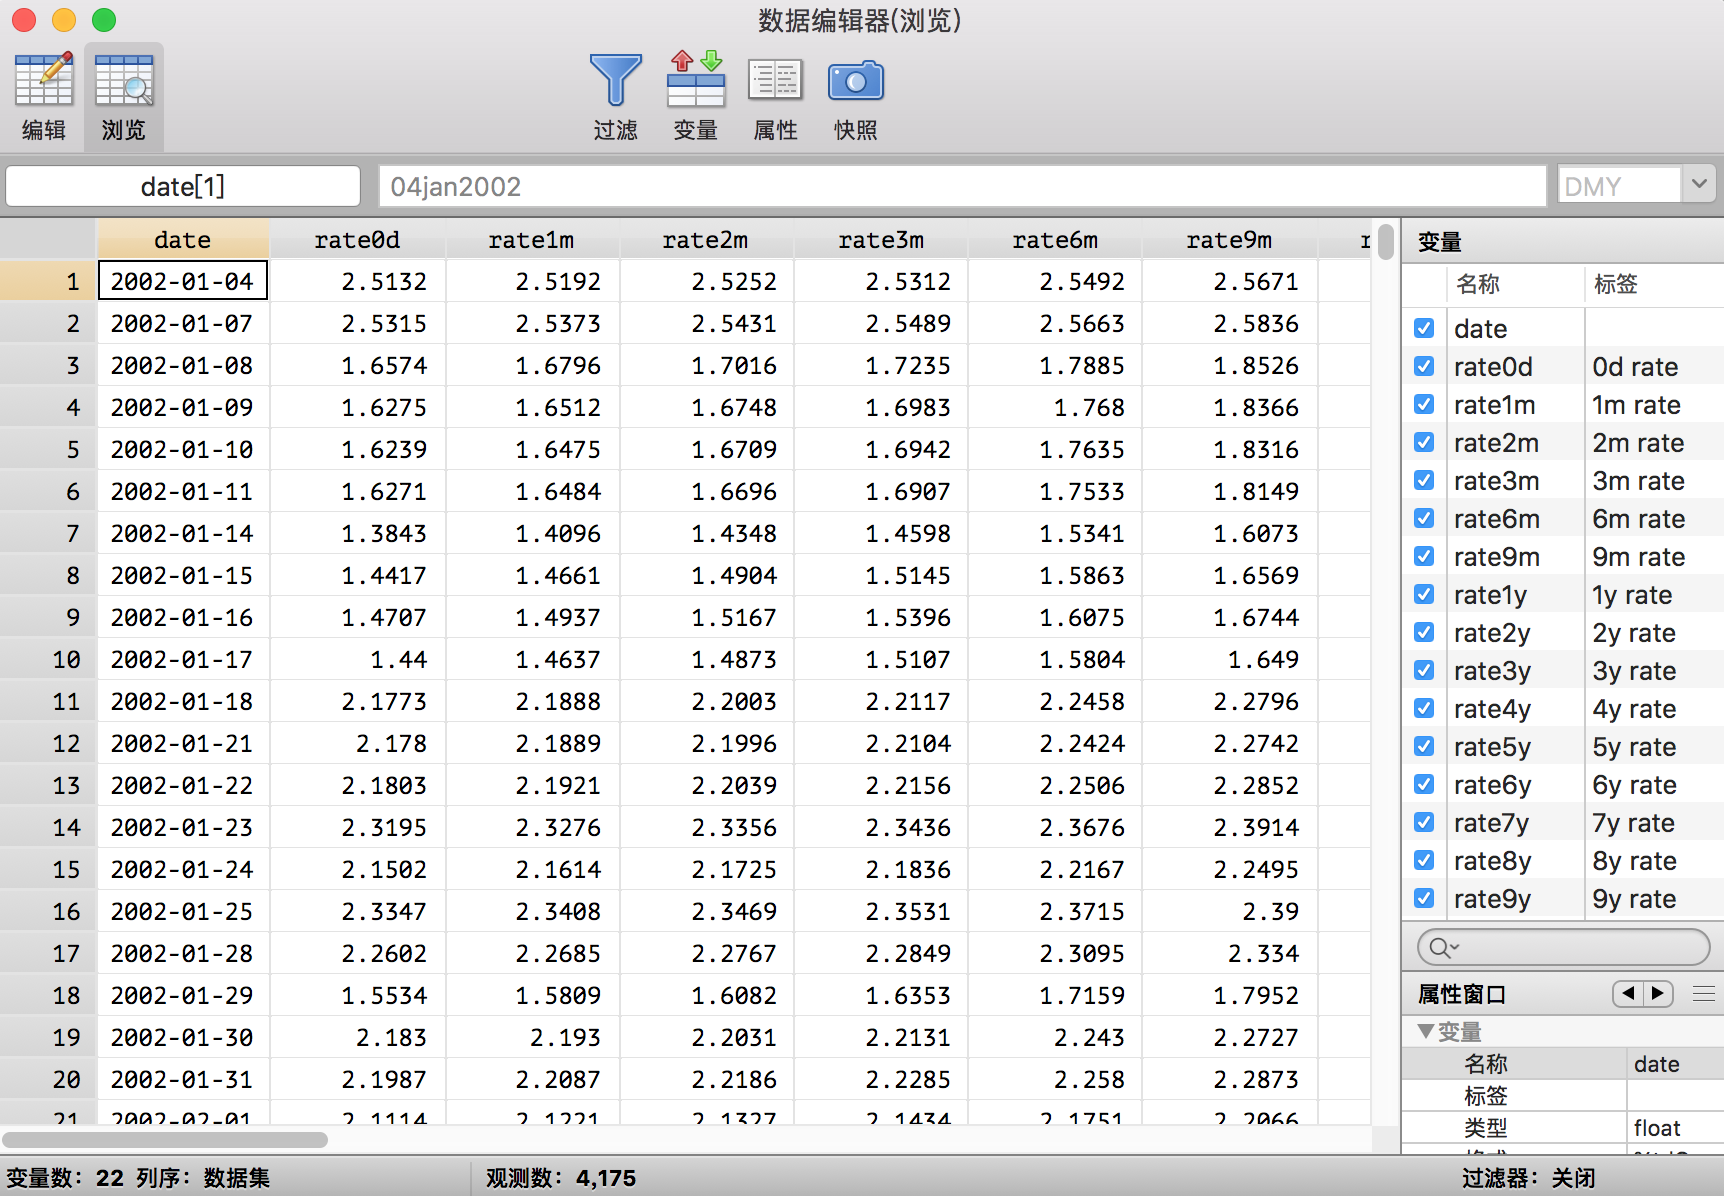 数据编辑器(浏览)
编辑 浏览 过滤 变量 属性 快照
date[1] 04jan2002 DMY
date rate0d rate1m rate2m rate3m rate6m rate9m
1 2002-01-04 2.5132 2.5192 2.5252 2.5312 2.5492 2.5671
2 2002-01-07 2.5315 2.5373 2.5431 2.5489 2.5663 2.5836
3 2002-01-08 1.6574 1.6796 1.7016 1.7235 1.7885 1.8526
4 2002-01-09 1.6275 1.6512 1.6748 1.6983 1.768 1.8366
5 2002-01-10 1.6239 1.6475 1.6709 1.6942 1.7635 1.8316
6 2002-01-11 1.6271 1.6484 1.6696 1.6907 1.7533 1.8149
7 2002-01-14 1.3843 1.4096 1.4348 1.4598 1.5341 1.6073
8 2002-01-15 1.4417 1.4661 1.4904 1.5145 1.5863 1.6569
9 2002-01-16 1.4707 1.4937 1.5167 1.5396 1.6075 1.6744
10 2002-01-17 1.44 1.4637 1.4873 1.5107 1.5804 1.649
11 2002-01-18 2.1773 2.1888 2.2003 2.2117 2.2458 2.2796
12 2002-01-21 2.178 2.1889 2.1996 2.2104 2.2424 2.2742
13 2002-01-22 2.1803 2.1921 2.2039 2.2156 2.2506 2.2852
14 2002-01-23 2.3195 2.3276 2.3356 2.3436 2.3676 2.3914
15 2002-01-24 2.1502 2.1614 2.1725 2.1836 2.2167 2.2495
16 2002-01-25 2.3347 2.3408 2.3469 2.3531 2.3715 2.39
17 2002-01-28 2.2602 2.2685 2.2767 2.2849 2.3095 2.334
18 2002-01-29 1.5534 1.5809 1.6082 1.6353 1.7159 1.7952
19 2002-01-30 2.183 2.193 2.2031 2.2131 2.243 2.2727
20 2002-01-31 2.1987 2.2087 2.2186 2.2285 2.258 2.2873
21 2002-02-01 2.1114 2.1221 2.1327 2.1434 2.1751 2.2066
变量
名称 标签
date
rate0d 0d rate
rate1m 1m rate
rate2m 2m rate
rate3m 3m rate
rate6m 6m rate
rate9m 9m rate
rate1y 1y rate
rate2y 2y rate
rate3y 3y rate
rate4y 4y rate
rate5y 5y rate
rate6y 6y rate
rate7y 7y rate
rate8y 8y rate
rate9y 9y rate
属性窗口
变量
名称 date
标签
类型 float
变量数：22 列序：数据集 观测数：4,175 过滤器：关闭